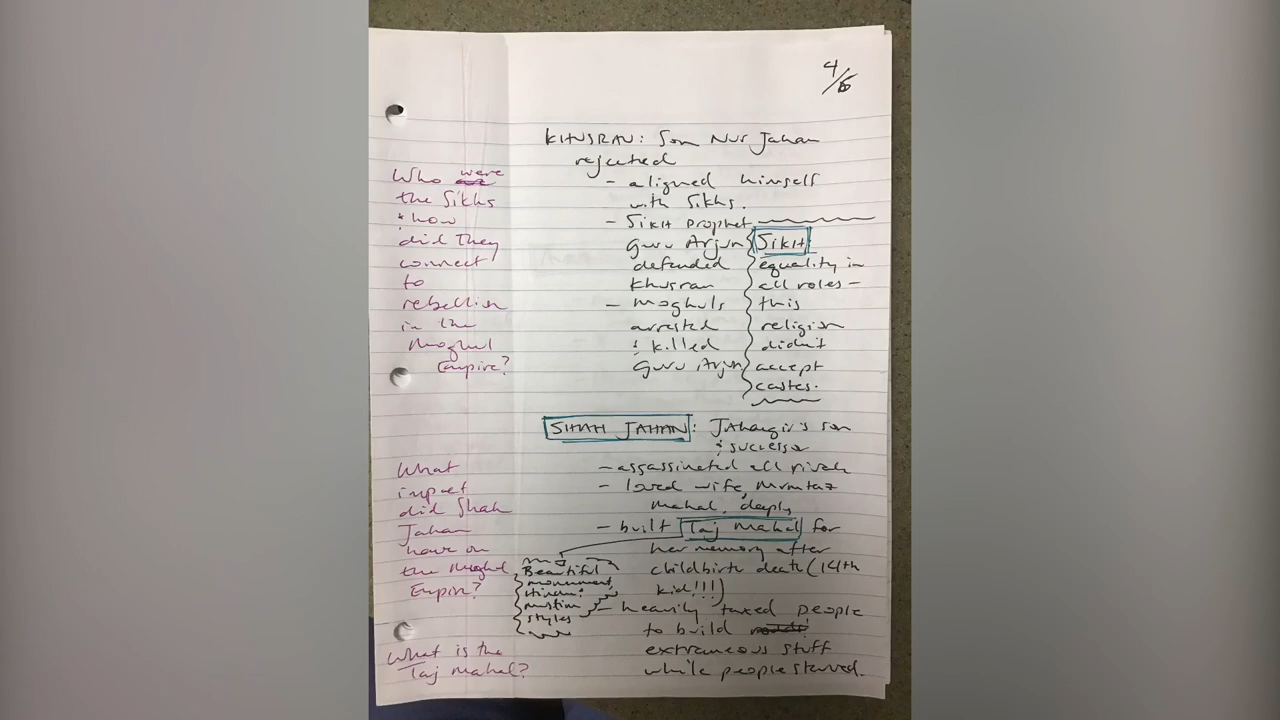 4/6
KHUSRAU: Son Nur Jahan
rejected
- aligned himself
with Sikhs.
- Sikh Prophet
Guru Arjun
defended
Khusrau
- Moghuls
arrested
& killed
Guru Arjun
SIKH
equality in
all roles -
this
religion
didn't
accept
castes.
Who were
the Sikhs
& how
did they
connect
to
rebellion
in the
Moghul
Empire?
SHAH JAHAN: Jahangir's son
& successor
- assassinated all rivals
- loved wife, Mumtaz
Mahal, deeply
- built Taj Mahal for
her memory after
childbirth death (14th
kid!!!)
Beautiful
monument,
Hindu &
muslim
styles
- heavily taxed people
to build
extraneous stuff
while people starved.
What
impact
did Shah
Jahan
have on
the Moghul
Empire?
What is the
Taj Mahal?